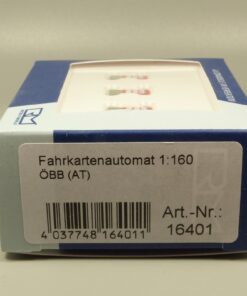 Fahrkartenautomat 1:160
ÖBB (AT)
4 037748 164011
Art.-Nr.:
16401